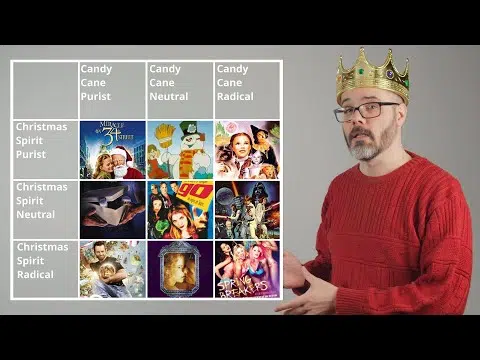 Candy
Cane
Purist
Candy
Cane
Neutral
Candy
Cane
Radical
Christmas
Spirit
Purist
MIRACLE
ON 34th STREET
Christmas
Spirit
Neutral
go
Christmas
Spirit
Radical
SPRING
BREAKERS